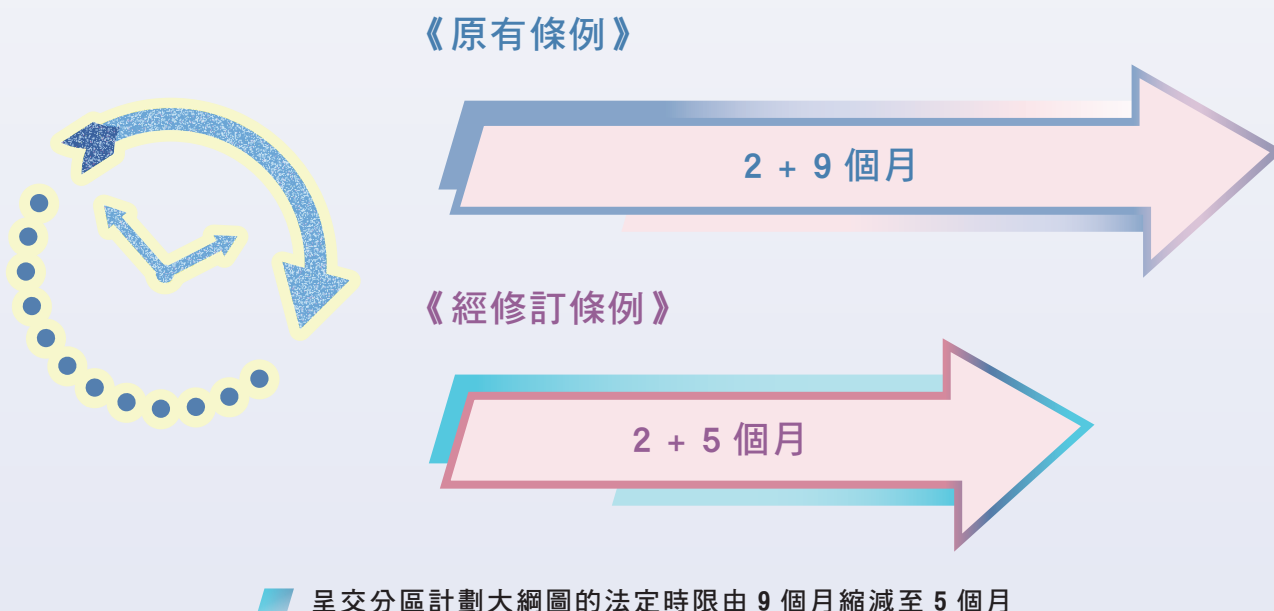 《原有條例》
2 + 9 個月
《經修訂條例》
2 + 5 個月
呈交分區計劃大綱圖的法定時限由 9 個月縮減至 5 個月